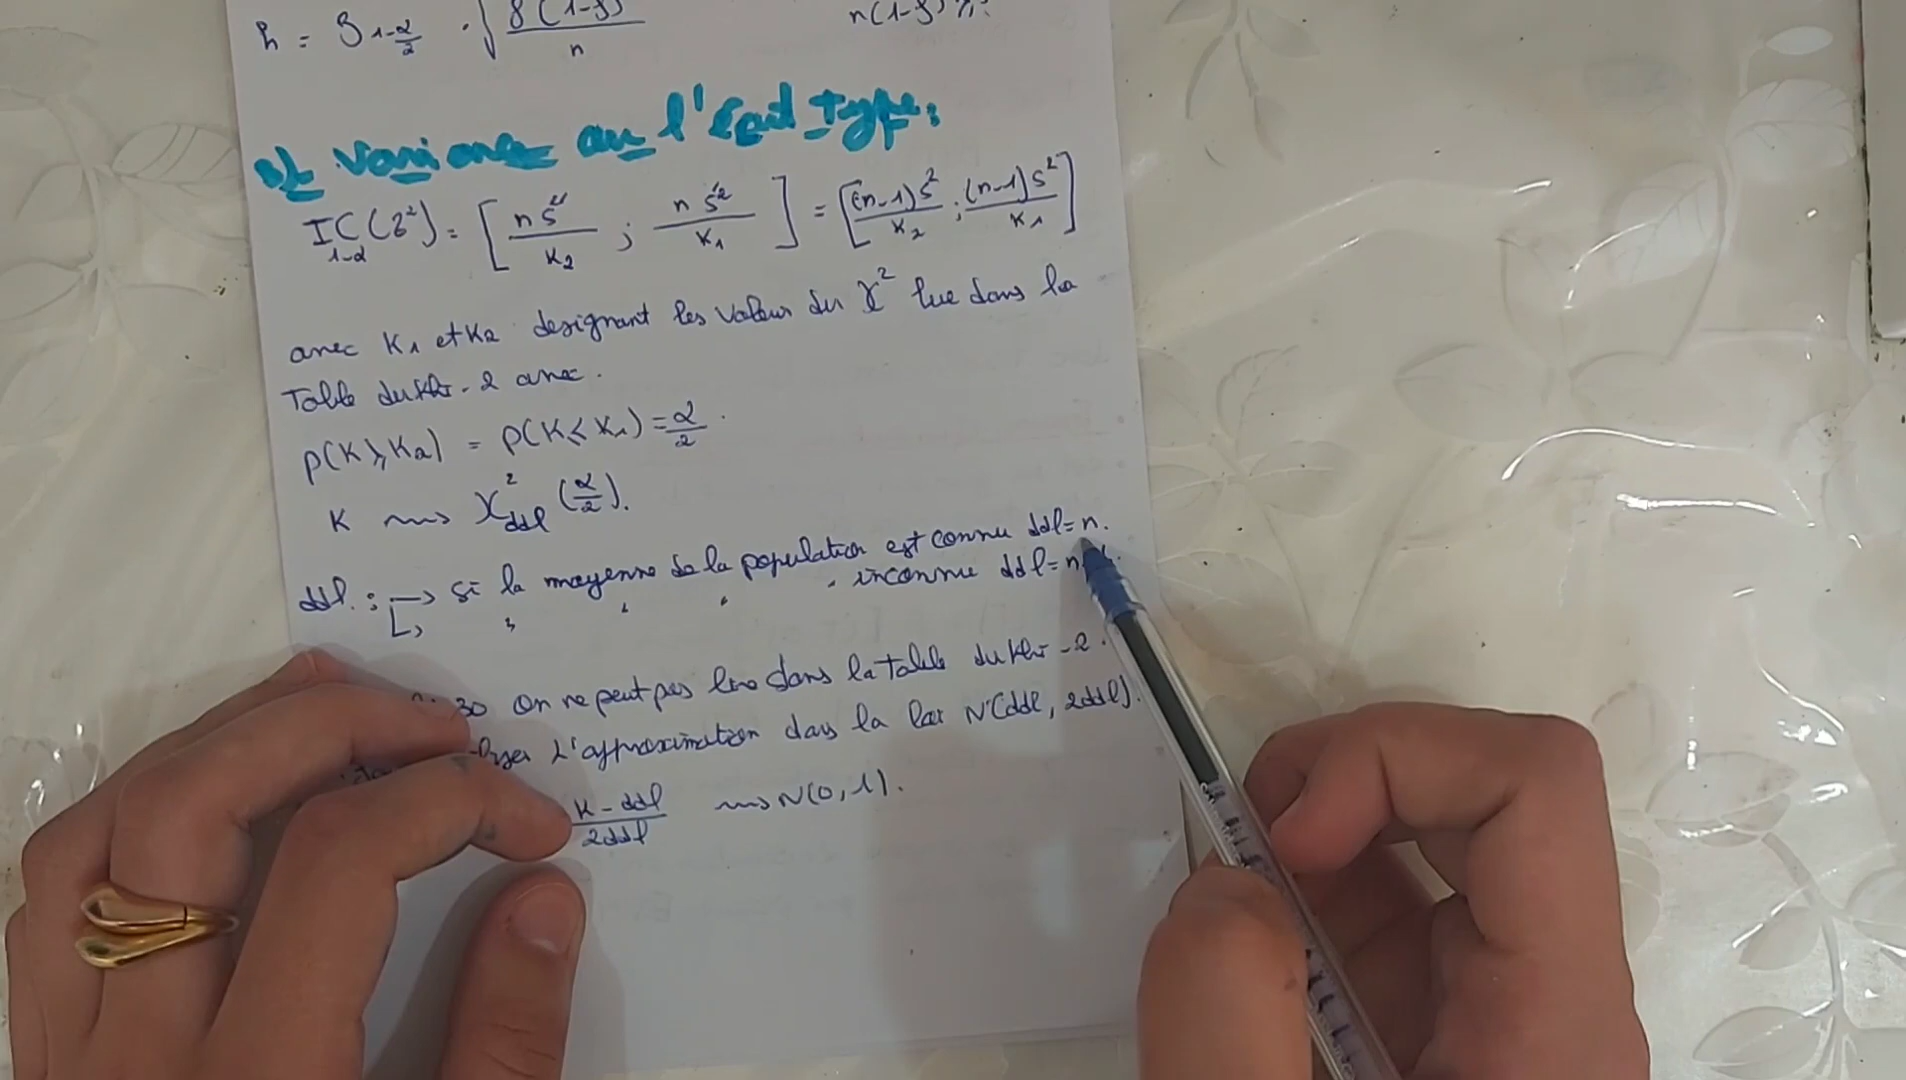 h = z 1-α/2 · √ f(1-f) / n n(1-f) ≥
Variance ou l'écart type:
IC 1-α (δ²) = [ n s'² / K₂ ; n s'² / K₁ ] = [ (n-1)S² / K₂ ; (n-1)S² / K₁ ]
avec K₁ et K₂ designant les valeur du χ² lue dans la
Table du khi-2 avec.
P(K ≥ K₂) = P(K ≤ K₁) = α/2.
K ⇝ χ² ddl (α/2).
ddl : → si la moyenne de la population est connu ddl = n.
↳ " " " " inconnue ddl = n
30 On ne peut pas lire dans la table du khi-2.
L'approximation dans la loi N(ddl, 2ddl).
K - ddl / 2ddl ⇝ N(0, 1).